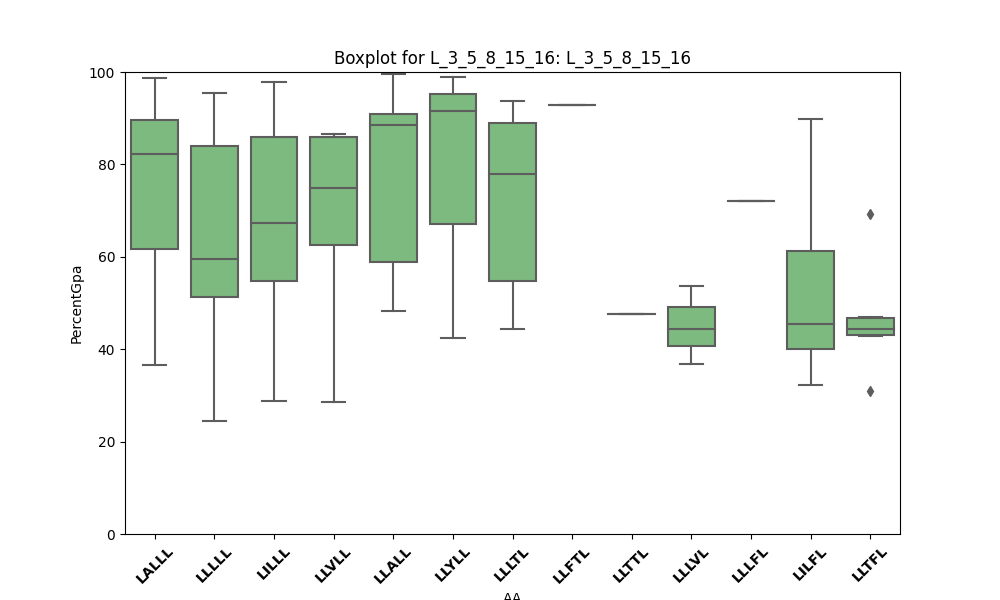 Boxplot for L_3_5_8_15_16: L_3_5_8_15_16
100
80
60
40
20
0
PercentGpa
LALLL LLLLL LILLL LLVLL LLALL LLYLL LLLTL LLFTL LLTTL LLLVL LLLFL LILFL LLTFL
AA